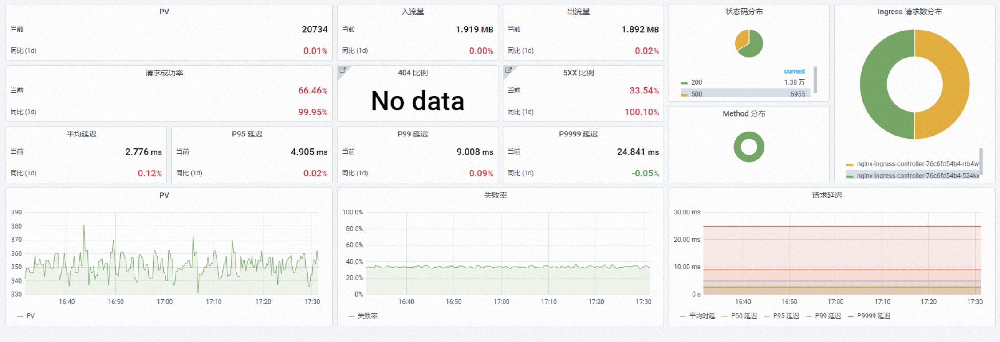 PV
当前
20734
同比 (1d)
0.01%
入流量
当前
1.919 MB
同比 (1d)
0.00%
出流量
当前
1.892 MB
同比 (1d)
0.02%
状态码分布
current
200
1.38 万
500
6955
Ingress 请求数分布
nginx-ingress-controller-76c6fd54b4-rrb4w
nginx-ingress-controller-76c6fd54b4-524kx
请求成功率
当前
66.46%
同比 (1d)
99.95%
404 比例
No data
5XX 比例
当前
33.54%
同比 (1d)
100.10%
Method 分布
平均延迟
当前
2.776 ms
同比 (1d)
0.12%
P95 延迟
当前
4.905 ms
同比 (1d)
0.02%
P99 延迟
当前
9.008 ms
同比 (1d)
0.09%
P9999 延迟
当前
24.841 ms
同比 (1d)
-0.05%
PV
390
380
370
360
350
340
330
16:40
16:50
17:00
17:10
17:20
17:30
PV
失败率
100.0%
80.0%
60.0%
40.0%
20.0%
0%
16:40
16:50
17:00
17:10
17:20
17:30
失败率
请求延迟
30.00 ms
20.00 ms
10.00 ms
0 s
16:40
16:50
17:00
17:10
17:20
17:30
平均时延
P50 延迟
P95 延迟
P99 延迟
P9999 延迟